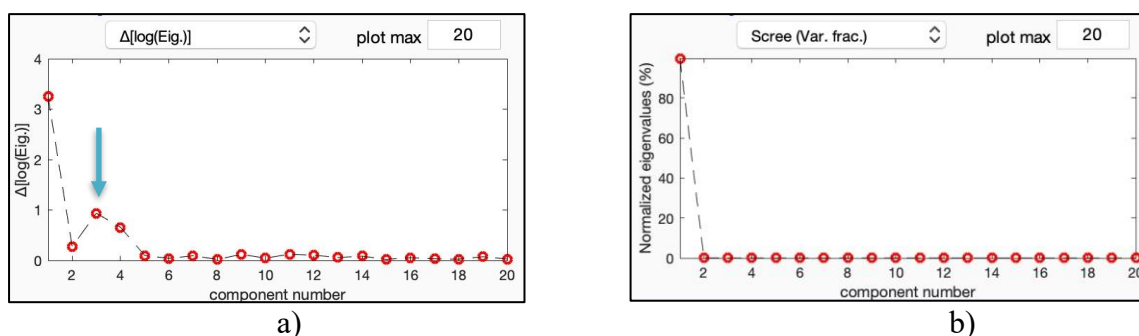 Δ[log(Eig.)] plot max 20
4
3
2
1
0
Δ[log(Eig.)]
2 4 6 8 10 12 14 16 18 20
component number
a)
Scree (Var. frac.) plot max 20
80
60
40
20
0
Normalized eigenvalues (%)
2 4 6 8 10 12 14 16 18 20
component number
b)